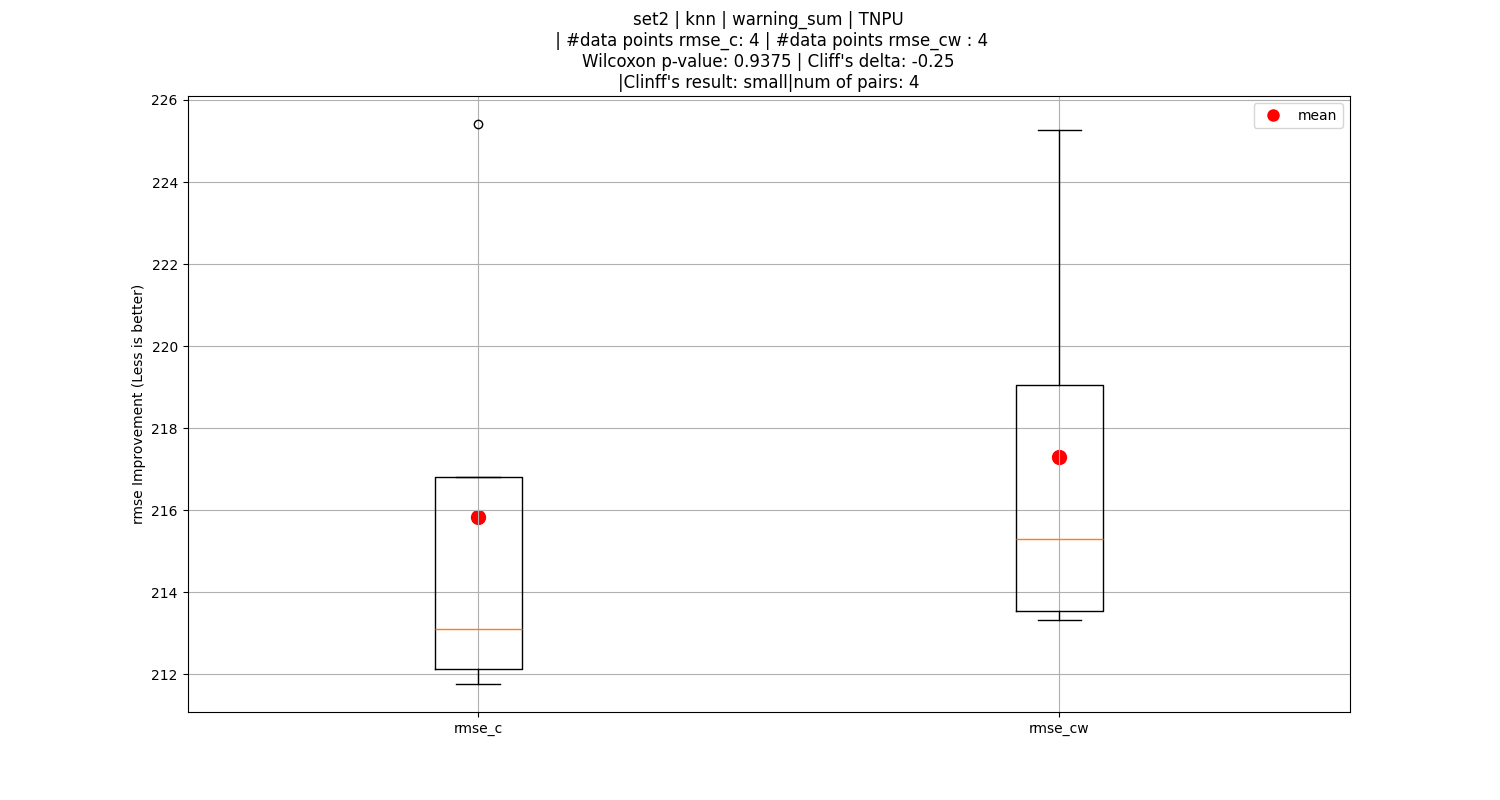 set2 | knn | warning_sum | TNPU
| #data points rmse_c: 4 | #data points rmse_cw : 4
Wilcoxon p-value: 0.9375 | Cliff's delta: -0.25
|Clinff's result: small|num of pairs: 4
226
224
222
220
218
216
214
212
rmse Improvement (Less is better)
mean
rmse_c
rmse_cw